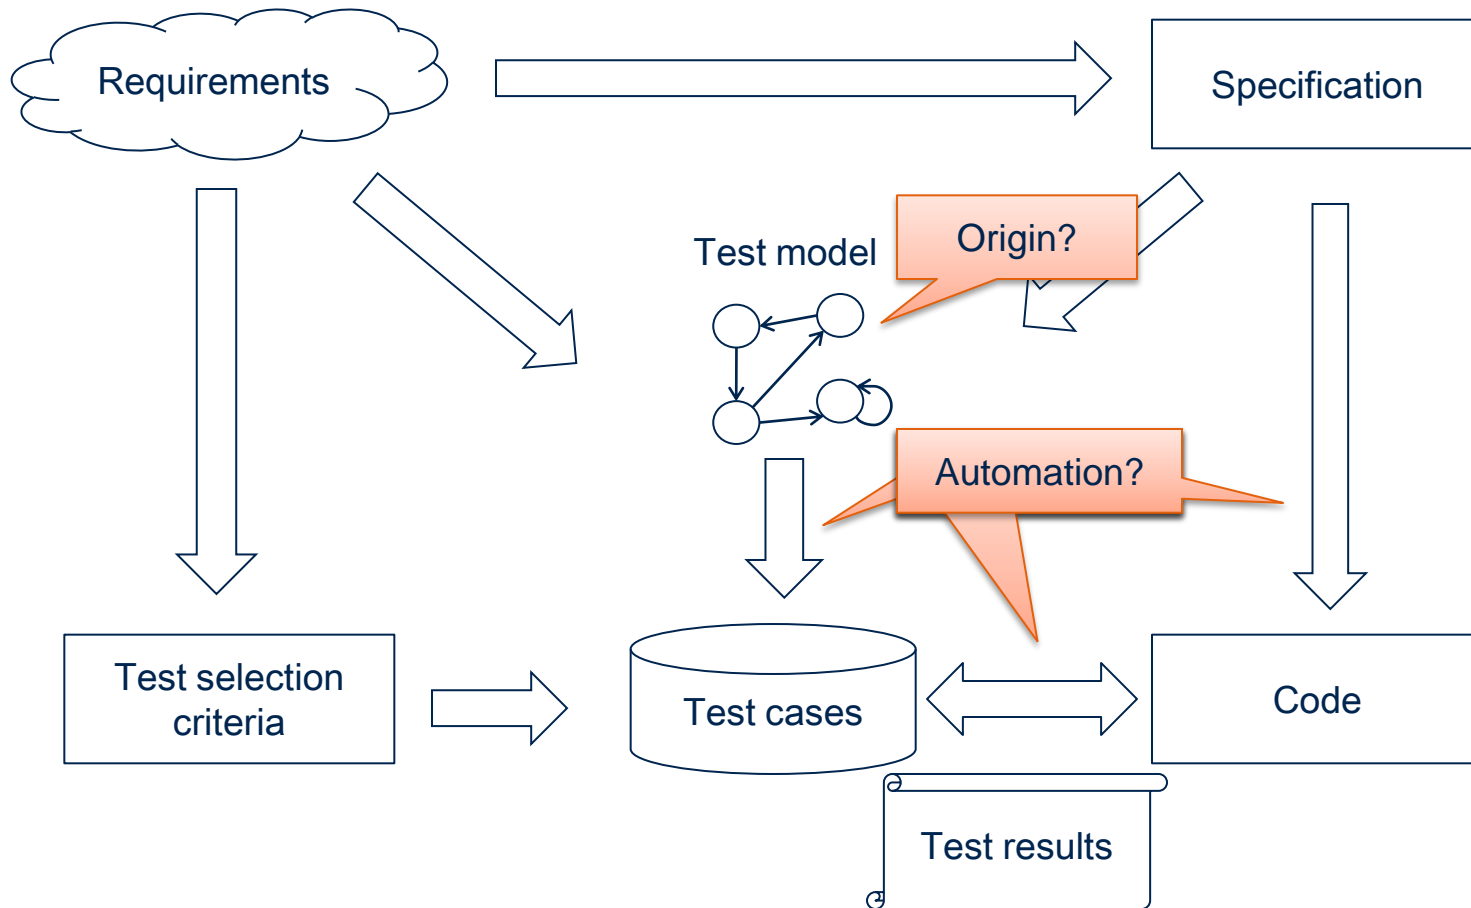 Requirements
Specification
Origin?
Test model
Automation?
Test selection
criteria
Test cases
Code
Test results